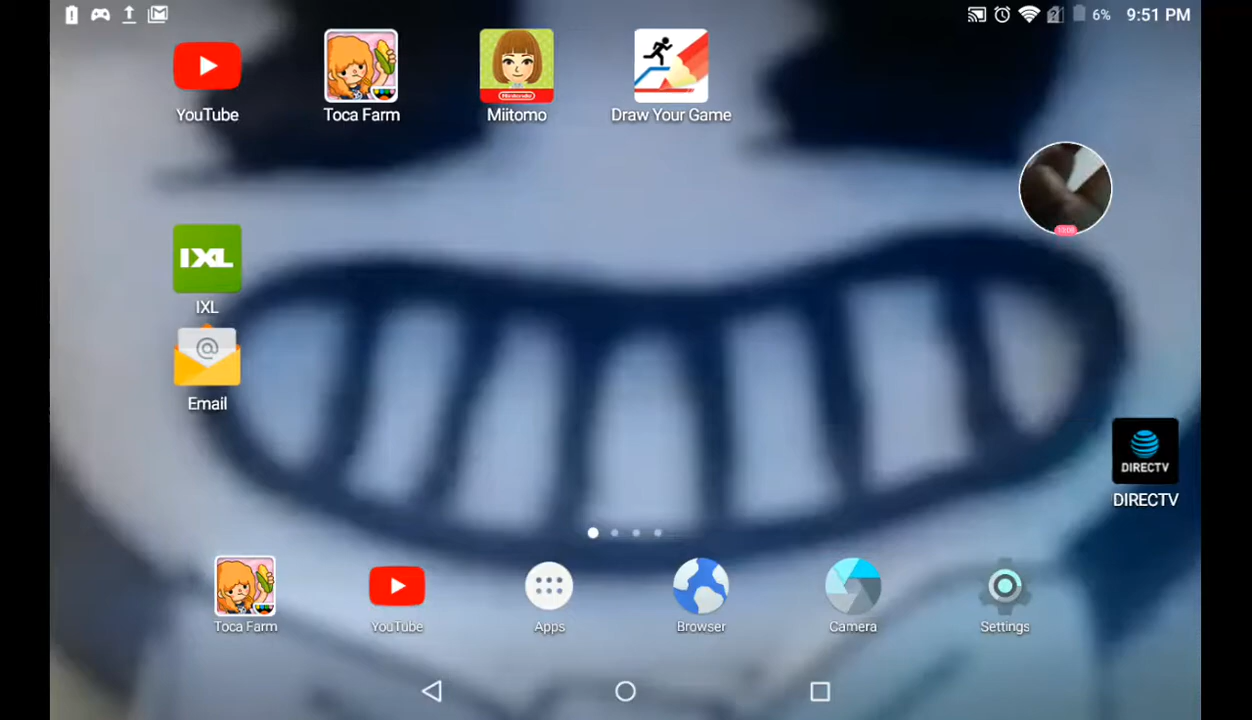 6% 9:51 PM
YouTube Toca Farm Miitomo Draw Your Game
Nintendo
IXL
IXL
@
Email
DIRECTV
DIRECTV
Toca Farm YouTube Apps Browser Camera Settings